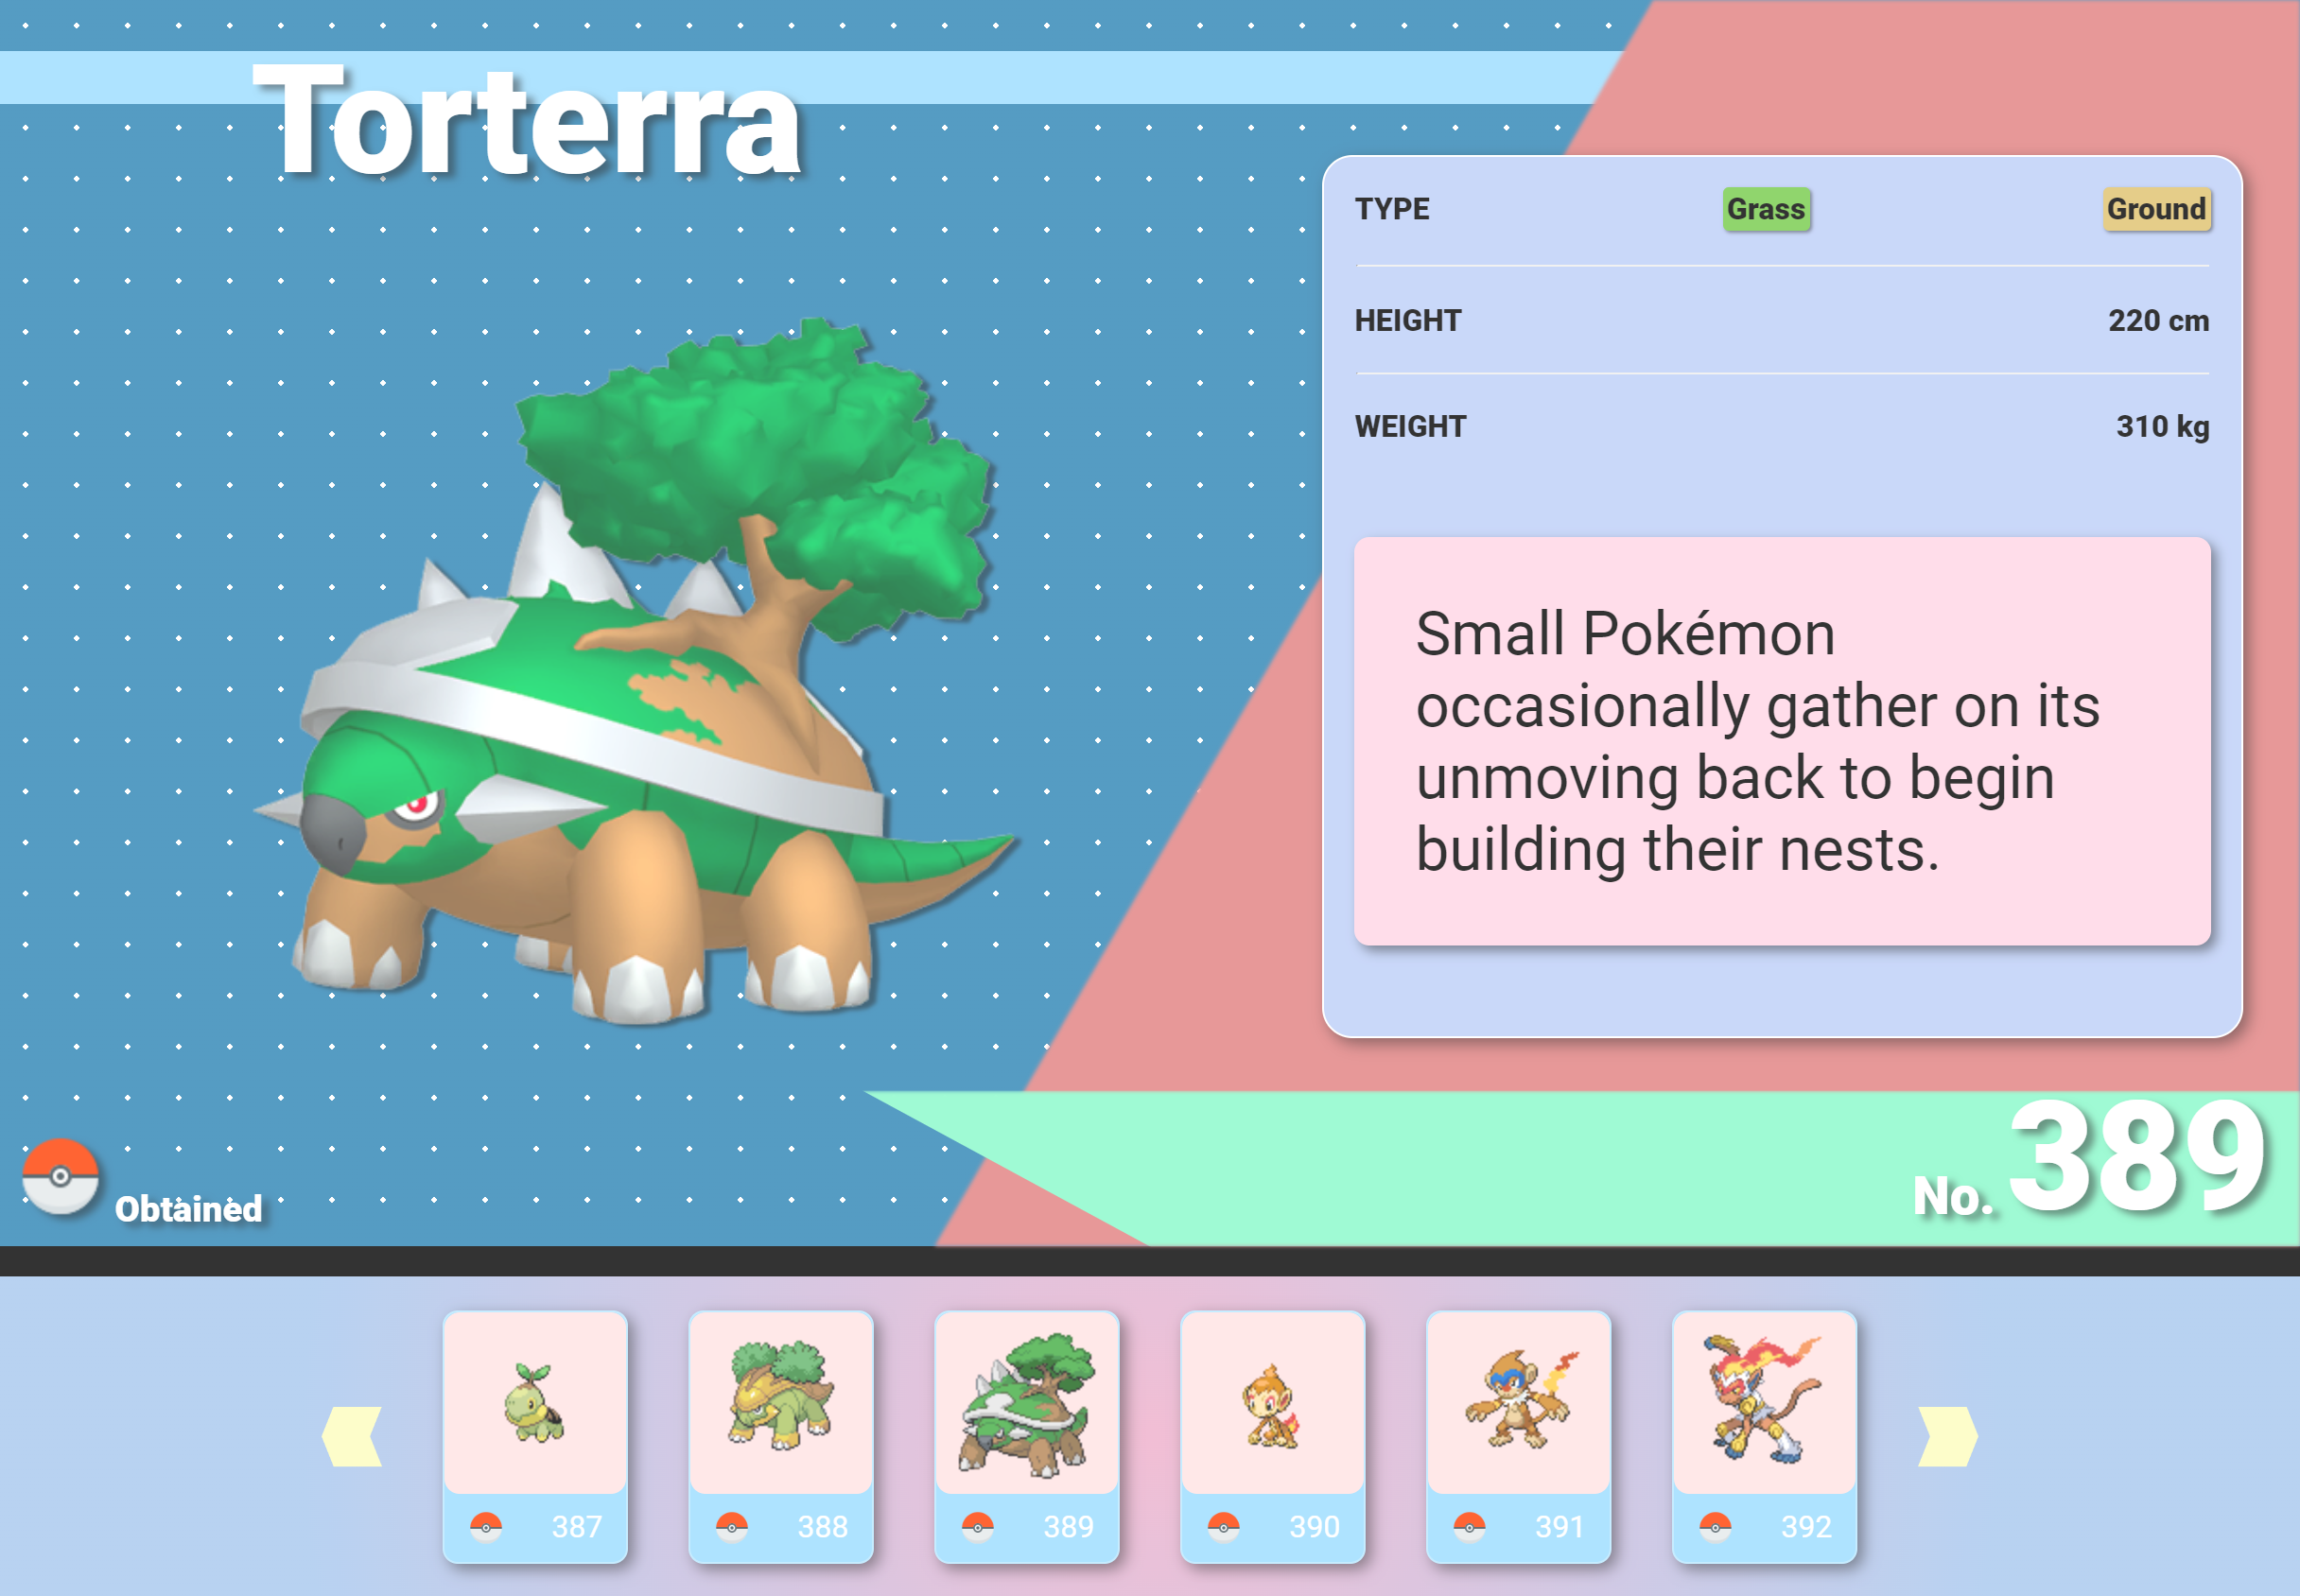 Torterra
TYPE Grass Ground
HEIGHT 220 cm
WEIGHT 310 kg
Small Pokémon
occasionally gather on its
unmoving back to begin
building their nests.
Obtained
No. 389
387 388 389 390 391 392